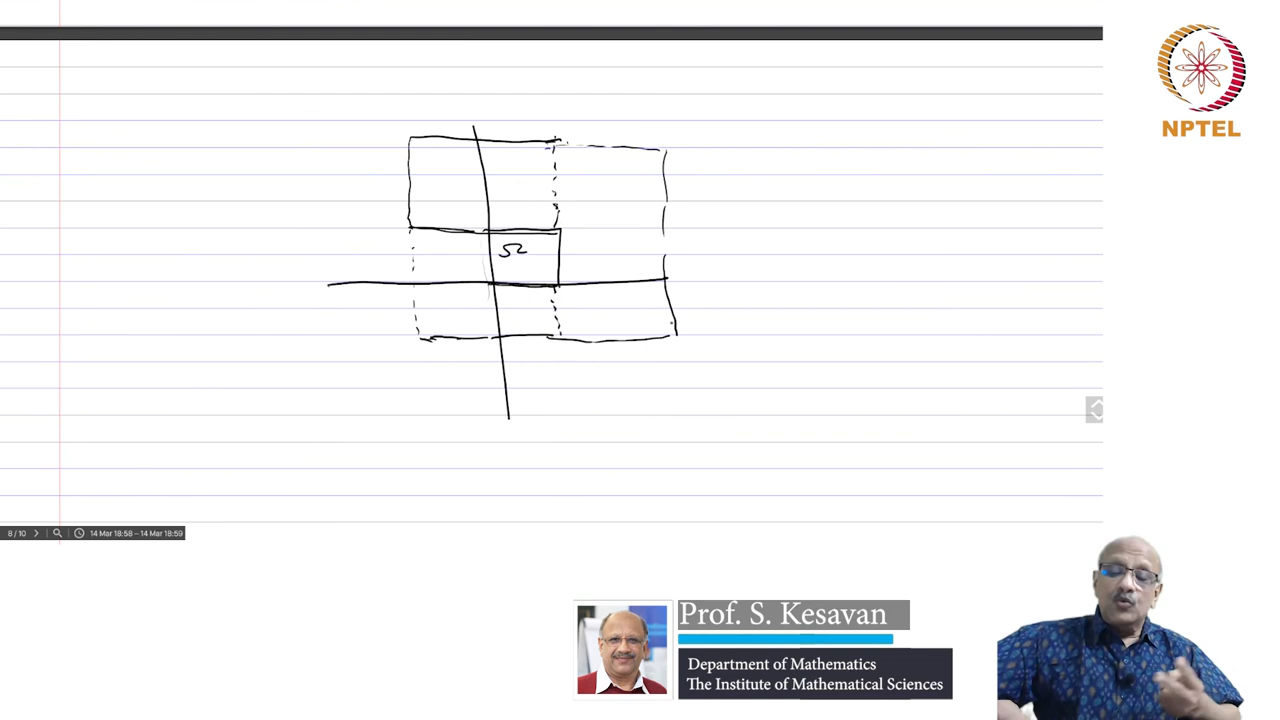 NPTEL
Ω
8 / 10
14 Mar 18:58 – 14 Mar 18:59
Prof. S. Kesavan
Department of Mathematics
The Institute of Mathematical Sciences